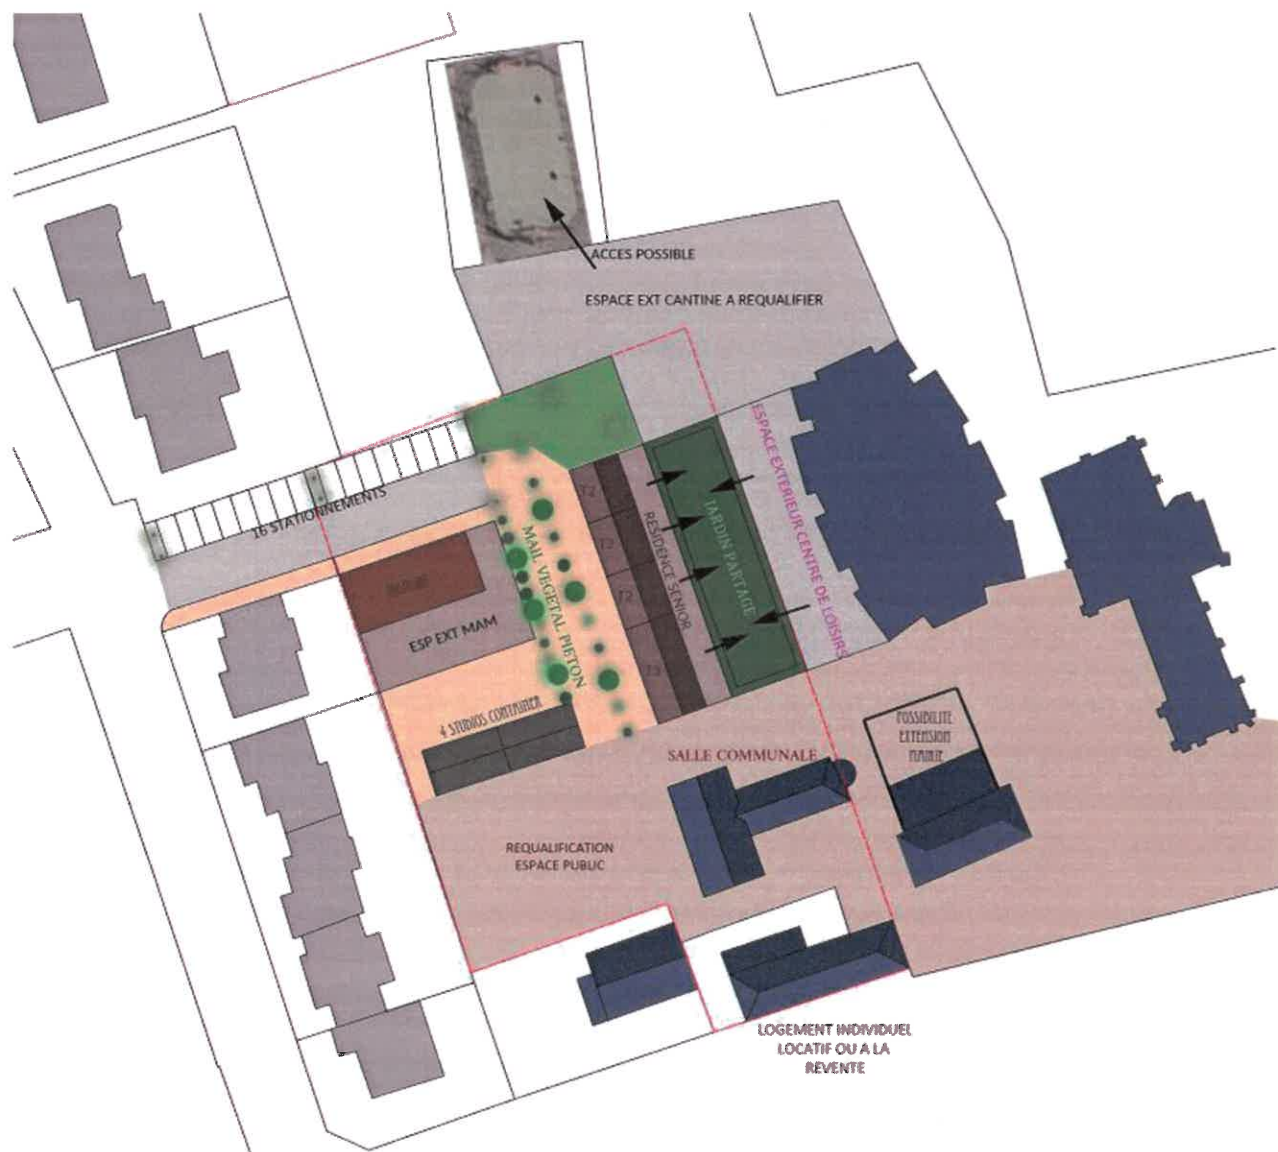 ACCES POSSIBLE
ESPACE EXT CANTINE A REQUALIFIER
ESPACE EXTERIEUR CENTRE DE LOISIRS
16 STATIONNEMENTS
T2
JARDIN PARTAGE
RESIDENCE SENIOR
MAIL VEGETAL PIETON
T2
ESP EXT MAM
T3
4 STUDIOS CONTAINER
POSSIBILITE
EXTENSION
MAIRIE
SALLE COMMUNALE
REQUALIFICATION
ESPACE PUBLIC
LOGEMENT INDIVIDUEL
LOCATIF OU A LA
REVENTE